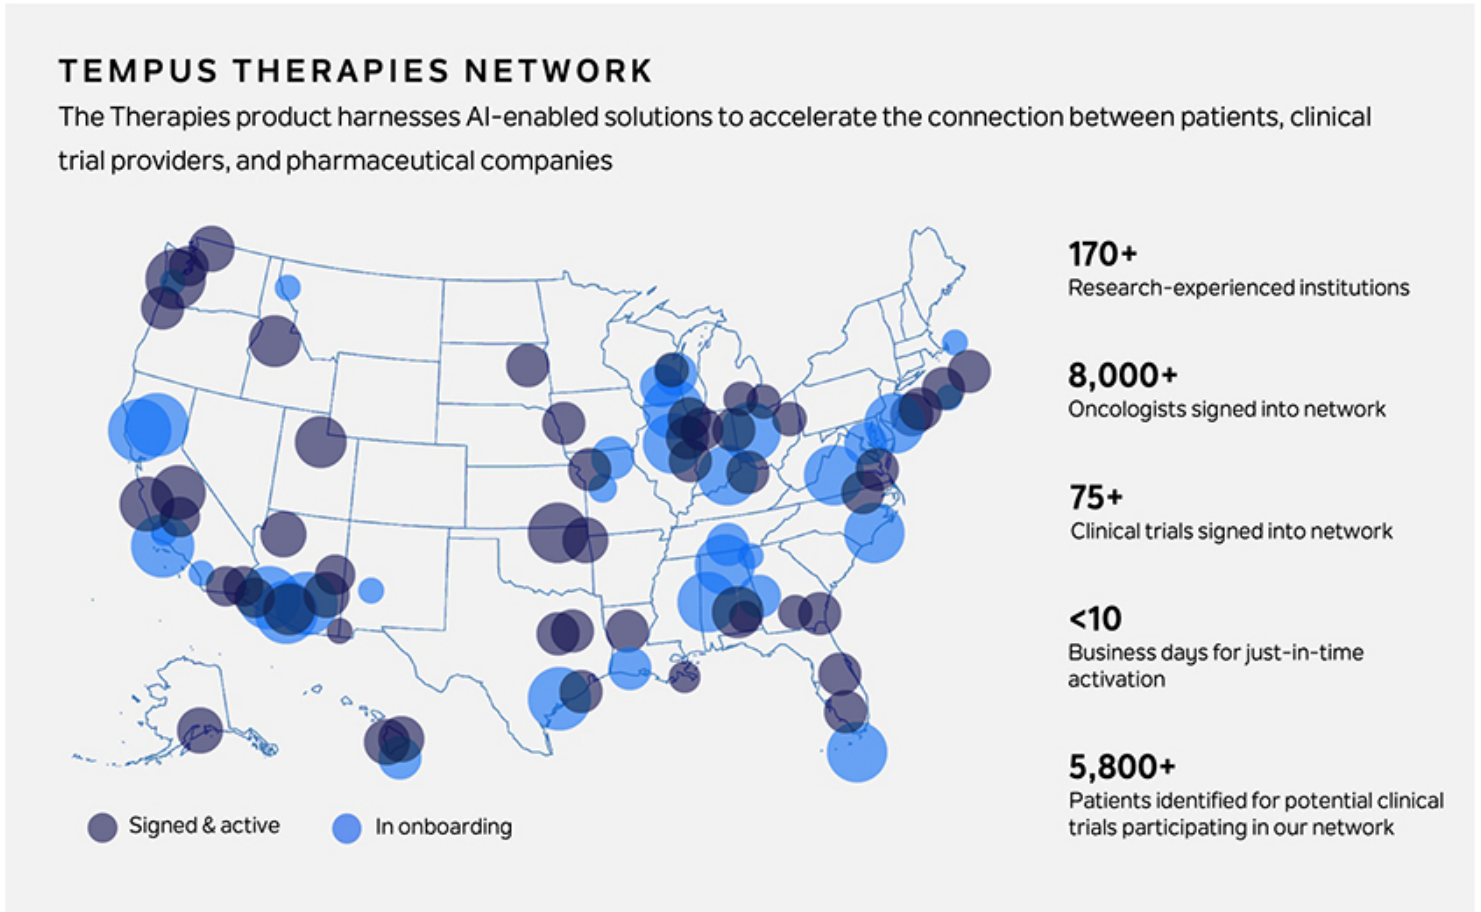 TEMPUS THERAPIES NETWORK
The Therapies product harnesses AI-enabled solutions to accelerate the connection between patients, clinical
trial providers, and pharmaceutical companies
170+
Research-experienced institutions
8,000+
Oncologists signed into network
75+
Clinical trials signed into network
<10
Business days for just-in-time
activation
5,800+
Patients identified for potential clinical
trials participating in our network
Signed & active
In onboarding